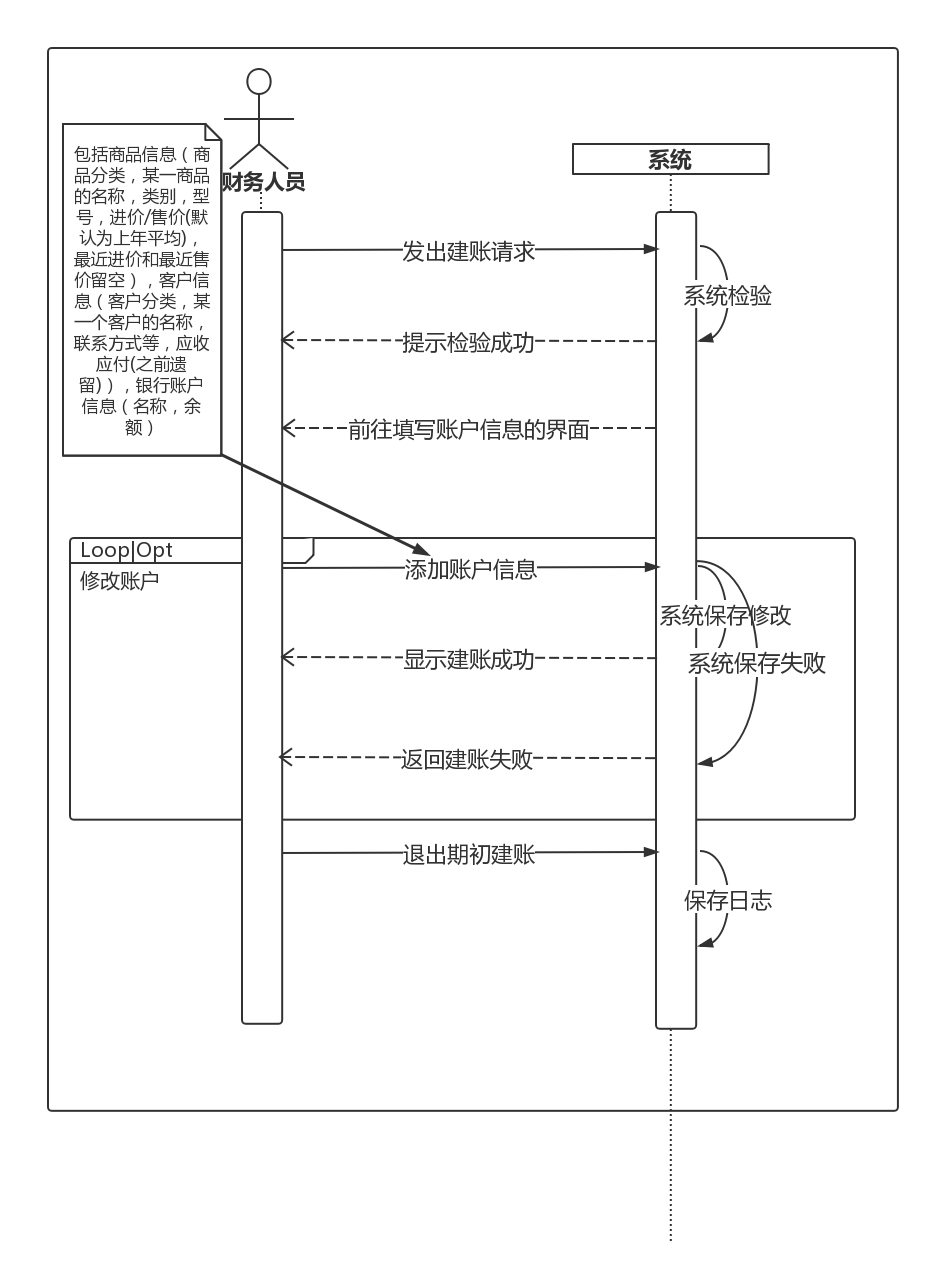 包括商品信息（商
品分类，某一商品
的名称，类别，型
号，进价/售价(默
认为上年平均)，
最近进价和最近售
价留空），客户信
息（客户分类，某
一个客户的名称，
联系方式等，应收
应付(之前遗
留)），银行账户
信息（名称，余
额）
财务人员
系统
发出建账请求
系统检验
提示检验成功
前往填写账户信息的界面
Loop|Opt
修改账户
添加账户信息
系统保存修改
显示建账成功
系统保存失败
返回建账失败
退出期初建账
保存日志